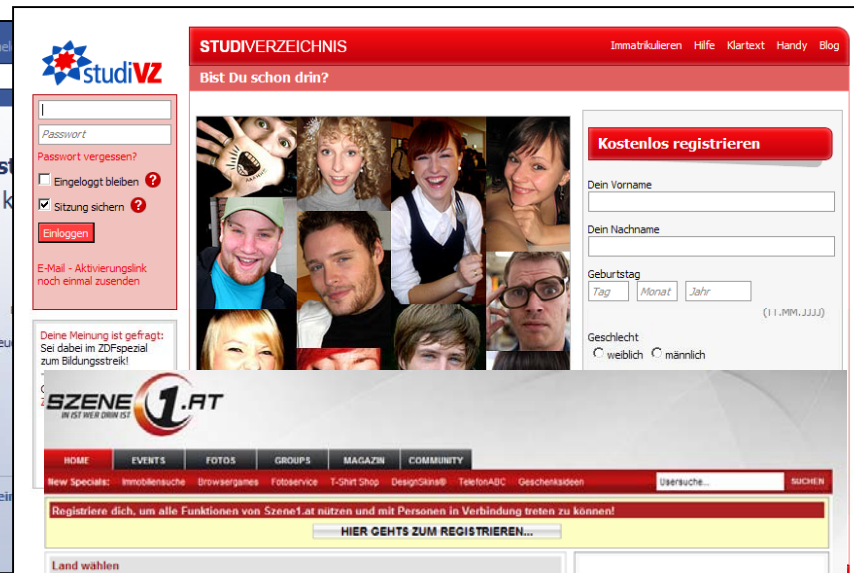 studiVZ
STUDIVERZEICHNIS
Immatrikulieren Hilfe Klartext Handy Blog
Bist Du schon drin?
Passwort
Passwort vergessen?
Eingeloggt bleiben ?
Sitzung sichern ?
Einloggen
E-Mail - Aktivierungslink
noch einmal zusenden
Deine Meinung ist gefragt:
Sei dabei im ZDFspezial
zum Bildungsstreik!
Kostenlos registrieren
Dein Vorname
Dein Nachname
Geburtstag
Tag Monat Jahr
(TT.MM.JJJJ)
Geschlecht
weiblich männlich
SZENE 1.AT
IN IST WER DRIN IST
HOME EVENTS FOTOS GROUPS MAGAZIN COMMUNITY
New Specials: Immobiliensuche Browsergames Fotoservice T-Shirt Shop DesignSkins® TelefonABC Geschenksideen Usersuche... SUCHEN
Registriere dich, um alle Funktionen von Szene1.at nützen und mit Personen in Verbindung treten zu können!
HIER GEHTS ZUM REGISTRIEREN...
Land wählen